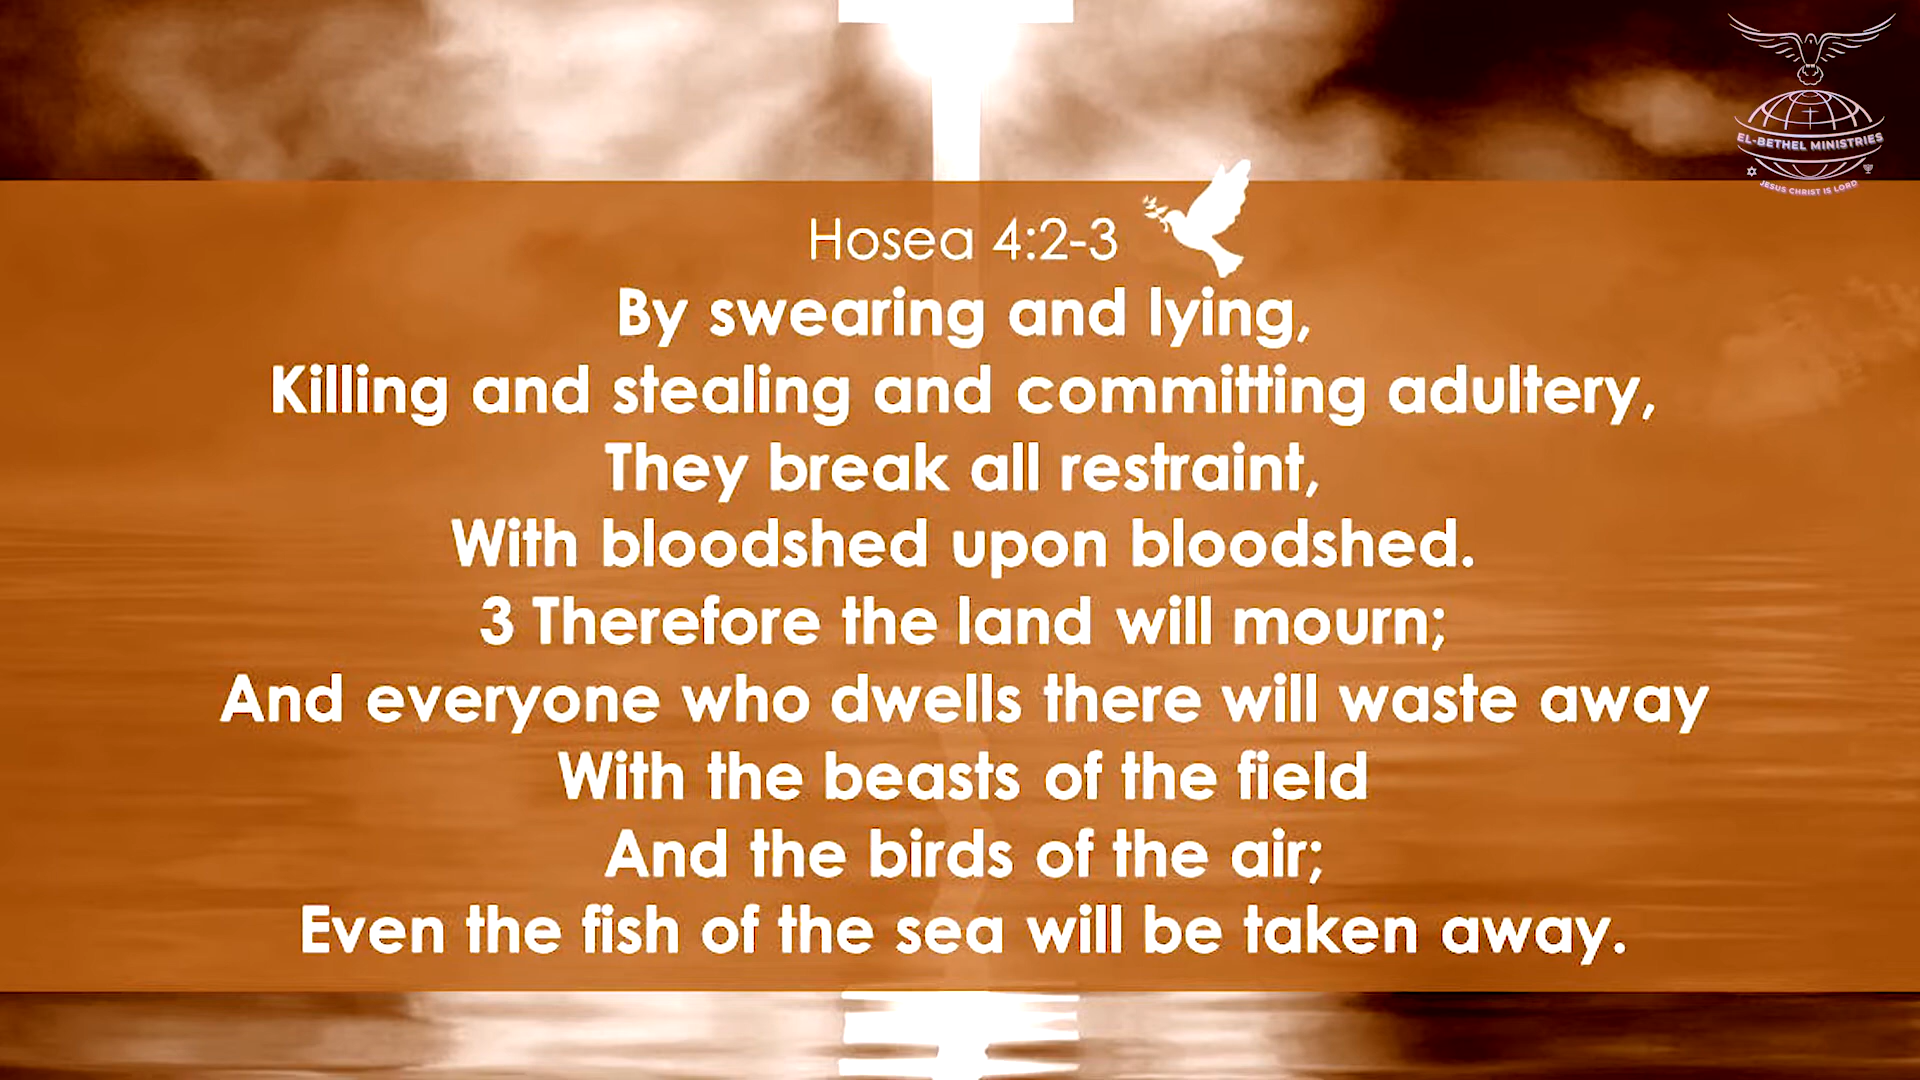 EL-BETHEL MINISTRIES
JESUS CHRIST IS LORD
Hosea 4:2-3
By swearing and lying,
Killing and stealing and committing adultery,
They break all restraint,
With bloodshed upon bloodshed.
3 Therefore the land will mourn;
And everyone who dwells there will waste away
With the beasts of the field
And the birds of the air;
Even the fish of the sea will be taken away.